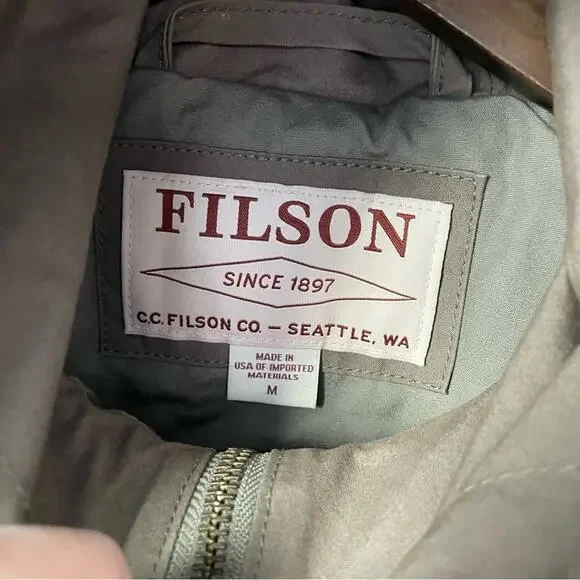 FILSON
SINCE 1897
C.C. FILSON CO. — SEATTLE, WA
MADE IN
USA OF IMPORTED
MATERIALS
M